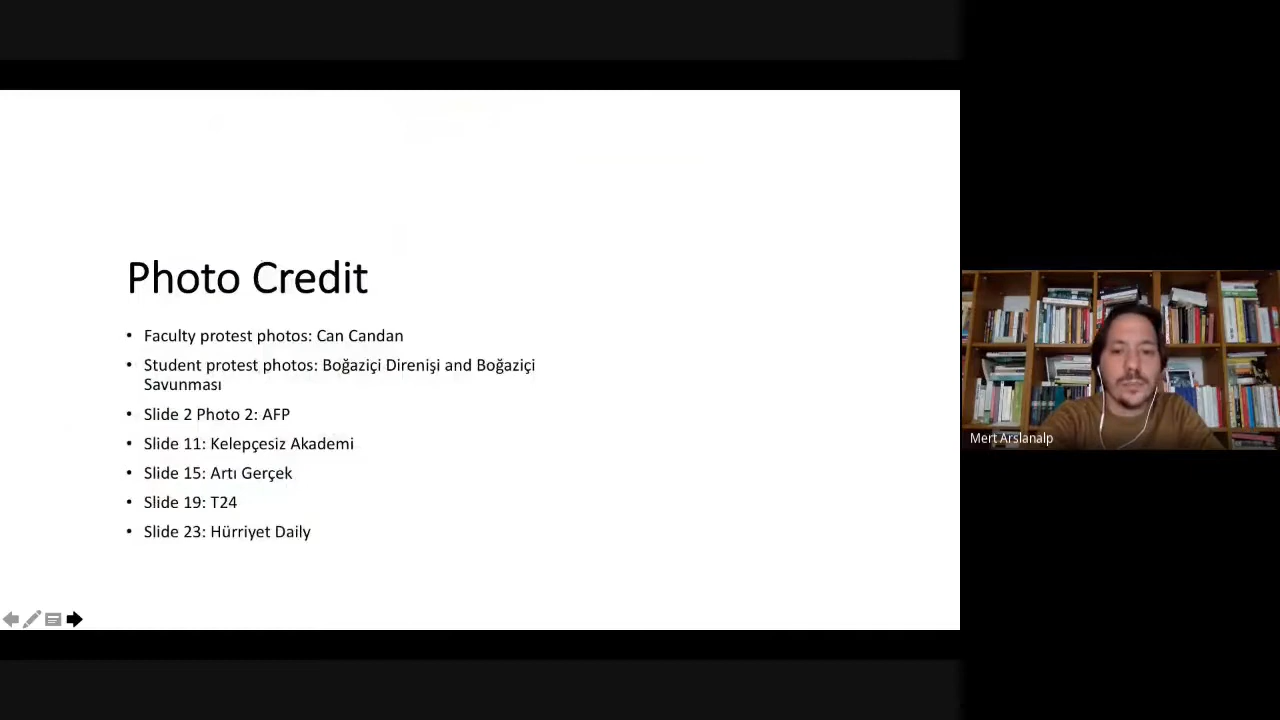 Photo Credit
• Faculty protest photos: Can Candan
• Student protest photos: Boğaziçi Direnişi and Boğaziçi
Savunması
• Slide 2 Photo 2: AFP
• Slide 11: Kelepçesiz Akademi
• Slide 15: Artı Gerçek
• Slide 19: T24
• Slide 23: Hürriyet Daily
Mert Arslanalp